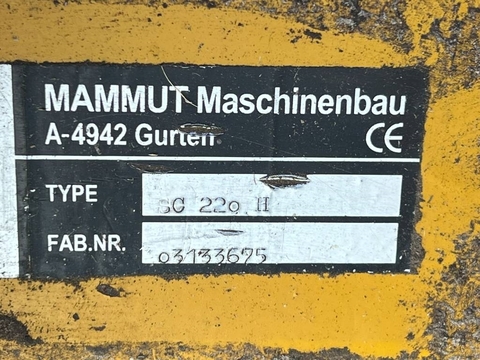 MAMMUT Maschinenbau
A-4942 Gurten
CE
TYPE SC 220 H
FAB.NR. 03133675